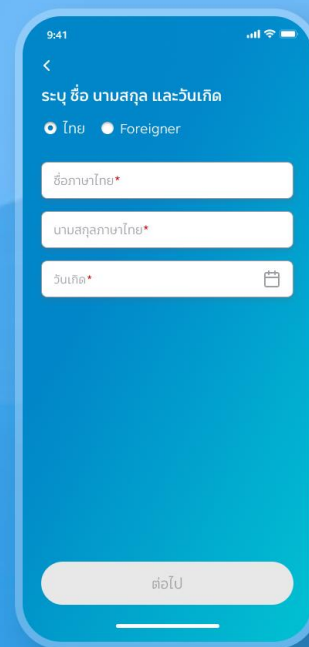 9:41
ระบุ ชื่อ นามสกุล และวันเกิด
ไทย Foreigner
ชื่อภาษาไทย*
นามสกุลภาษาไทย*
วันเกิด*
ต่อไป